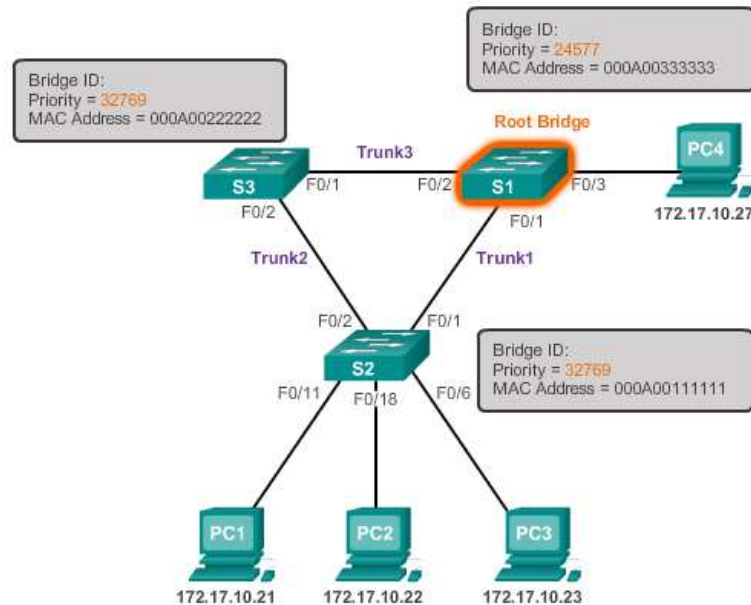 Bridge ID:
Priority = 24577
MAC Address = 000A00333333
Bridge ID:
Priority = 32769
MAC Address = 000A00222222
Root Bridge
Trunk3
PC4
S3
F0/1
F0/2
S1
F0/3
F0/2
F0/1
172.17.10.27
Trunk2
Trunk1
F0/2
F0/1
S2
Bridge ID:
Priority = 32769
MAC Address = 000A00111111
F0/11
F0/18
F0/6
PC1
PC2
PC3
172.17.10.21
172.17.10.22
172.17.10.23